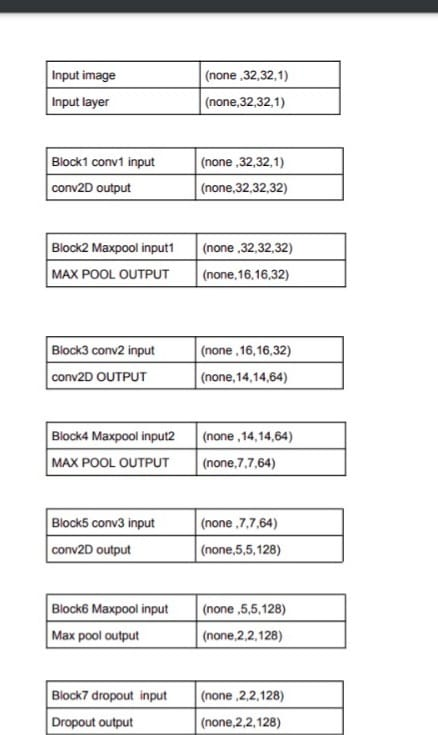 Input image (none ,32,32,1)
Input layer (none,32,32,1)
Block1 conv1 input (none ,32,32,1)
conv2D output (none,32,32,32)
Block2 Maxpool input1 (none ,32,32,32)
MAX POOL OUTPUT (none,16,16,32)
Block3 conv2 input (none ,16,16,32)
conv2D OUTPUT (none,14,14,64)
Block4 Maxpool input2 (none ,14,14,64)
MAX POOL OUTPUT (none,7,7,64)
Block5 conv3 input (none ,7,7,64)
conv2D output (none,5,5,128)
Block6 Maxpool input (none ,5,5,128)
Max pool output (none,2,2,128)
Block7 dropout input (none ,2,2,128)
Dropout output (none,2,2,128)